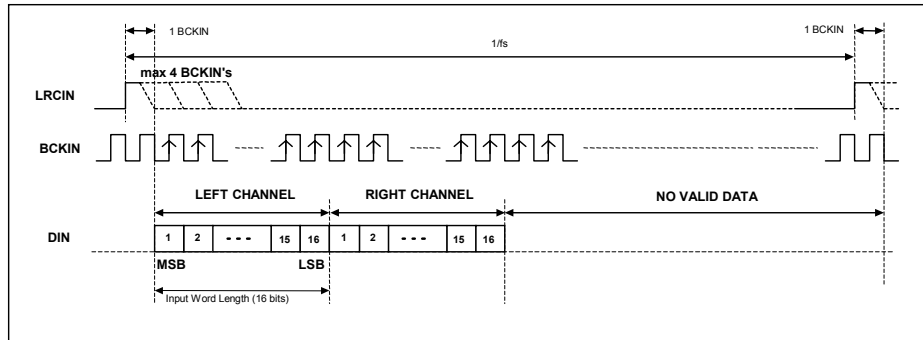 1 BCKIN
1 BCKIN
1/fs
max 4 BCKIN's
LRCIN
BCKIN
LEFT CHANNEL
RIGHT CHANNEL
NO VALID DATA
DIN
1 2 --- 15 16 1 2 --- 15 16
MSB LSB
Input Word Length (16 bits)